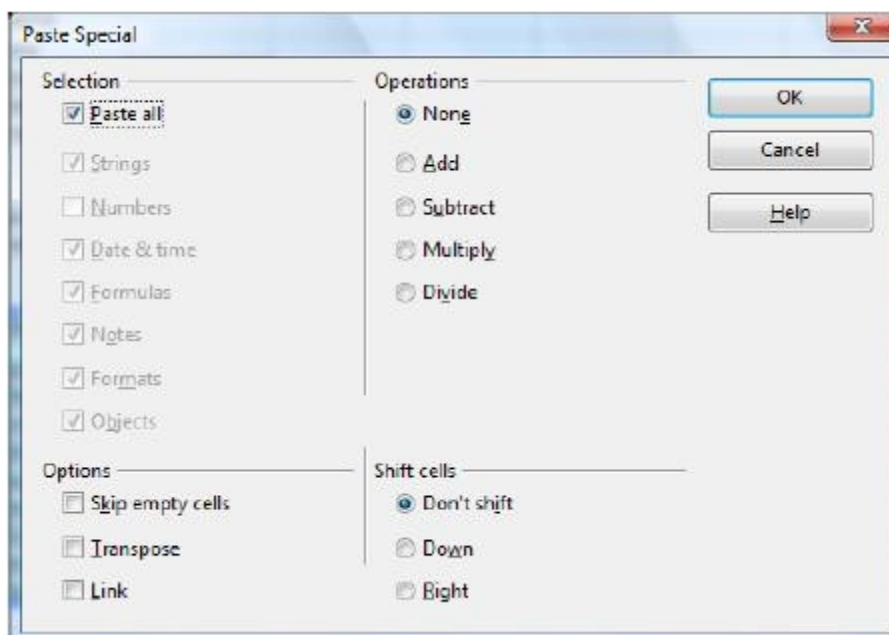 Paste Special
Selection
Paste all
Strings
Numbers
Date & time
Formulas
Notes
Formats
Objects
Operations
None
Add
Subtract
Multiply
Divide
OK
Cancel
Help
Options
Skip empty cells
Transpose
Link
Shift cells
Don't shift
Down
Right